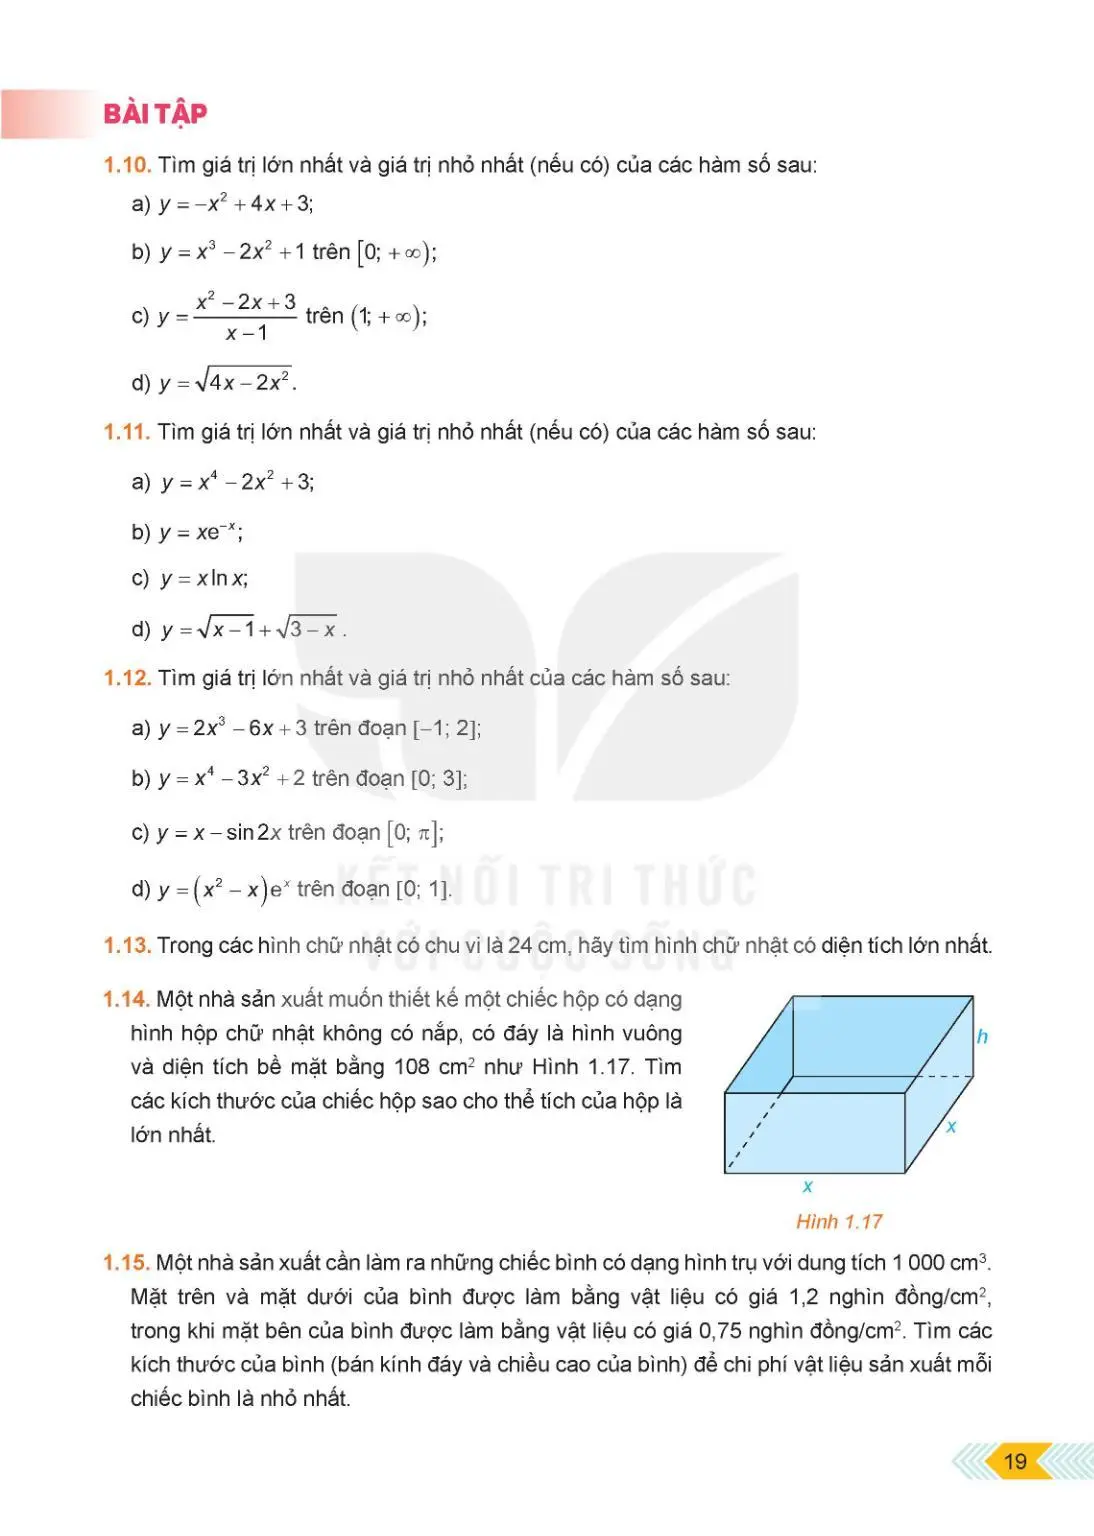 BÀI TẬP
1.10. Tìm giá trị lớn nhất và giá trị nhỏ nhất (nếu có) của các hàm số sau:
a) y = −x² + 4x + 3;
b) y = x³ − 2x² + 1 trên [0; +∞);
c) y = (x² − 2x + 3)/(x − 1) trên (1; +∞);
d) y = √(4x − 2x²).
1.11. Tìm giá trị lớn nhất và giá trị nhỏ nhất (nếu có) của các hàm số sau:
a) y = x⁴ − 2x² + 3;
b) y = xe⁻ˣ;
c) y = x ln x;
d) y = √(x − 1) + √(3 − x).
1.12. Tìm giá trị lớn nhất và giá trị nhỏ nhất của các hàm số sau:
a) y = 2x³ − 6x + 3 trên đoạn [−1; 2];
b) y = x⁴ − 3x² + 2 trên đoạn [0; 3];
c) y = x − sin 2x trên đoạn [0; π];
d) y = (x² − x)eˣ trên đoạn [0; 1].
KẾT NỐI TRI THỨC
VỚI CUỘC SỐNG
1.13. Trong các hình chữ nhật có chu vi là 24 cm, hãy tìm hình chữ nhật có diện tích lớn nhất.
1.14. Một nhà sản xuất muốn thiết kế một chiếc hộp có dạng
hình hộp chữ nhật không có nắp, có đáy là hình vuông
và diện tích bề mặt bằng 108 cm² như Hình 1.17. Tìm
các kích thước của chiếc hộp sao cho thể tích của hộp là
lớn nhất.
h
x
x
Hình 1.17
1.15. Một nhà sản xuất cần làm ra những chiếc bình có dạng hình trụ với dung tích 1 000 cm³.
Mặt trên và mặt dưới của bình được làm bằng vật liệu có giá 1,2 nghìn đồng/cm²,
trong khi mặt bên của bình được làm bằng vật liệu có giá 0,75 nghìn đồng/cm². Tìm các
kích thước của bình (bán kính đáy và chiều cao của bình) để chi phí vật liệu sản xuất mỗi
chiếc bình là nhỏ nhất.
19